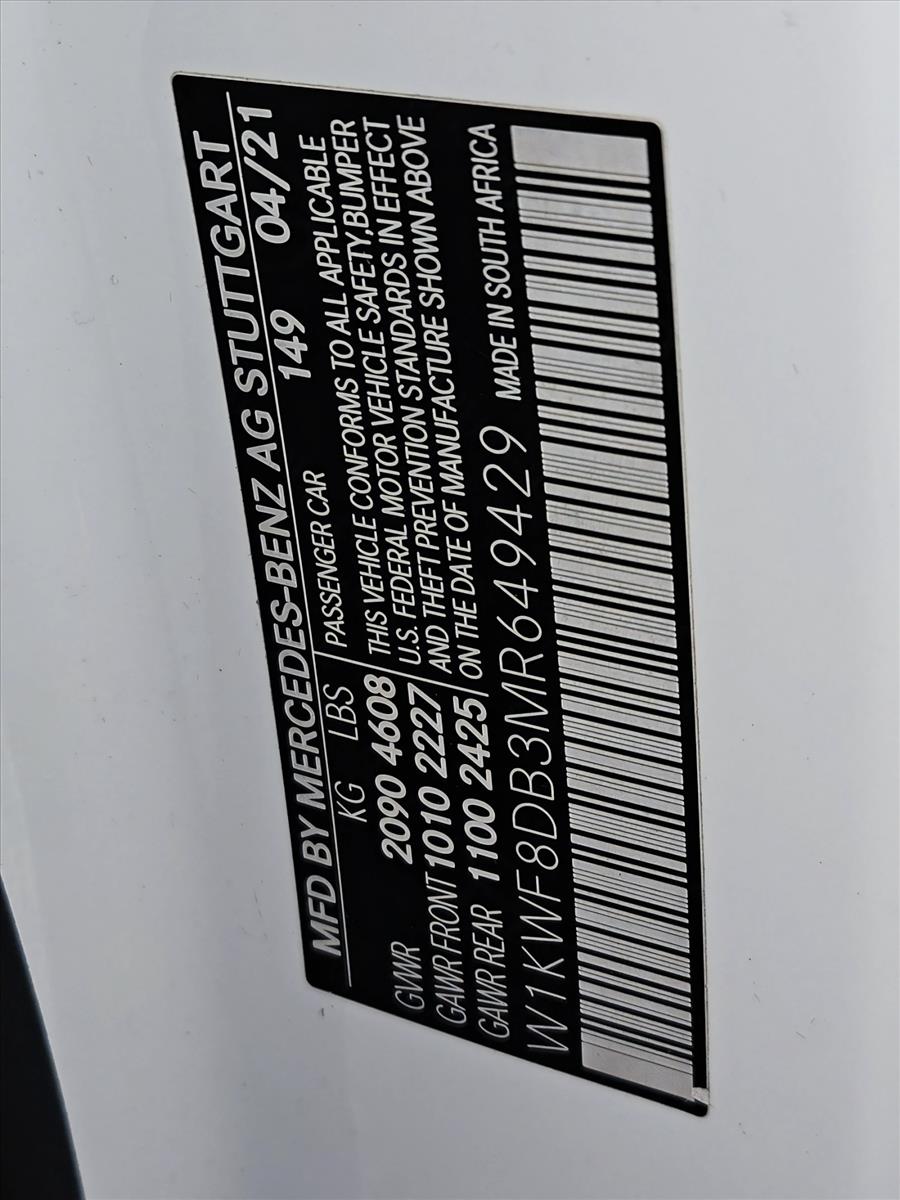 MFD BY MERCEDES-BENZ AG STUTTGART
149 04/21
KG LBS PASSENGER CAR
GVWR 2090 4608
GAWR FRONT 1010 2227
GAWR REAR 1100 2425
THIS VEHICLE CONFORMS TO ALL APPLICABLE
U.S. FEDERAL MOTOR VEHICLE SAFETY, BUMPER
AND THEFT PREVENTION STANDARDS IN EFFECT
ON THE DATE OF MANUFACTURE SHOWN ABOVE
W1KWF8DB3MR649429 MADE IN SOUTH AFRICA